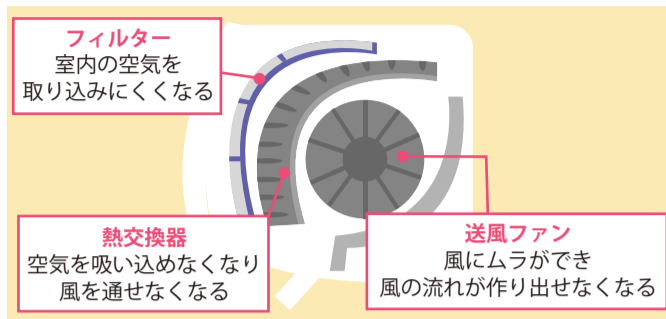 フィルター
室内の空気を
取り込みにくくなる
熱交換器
空気を吸い込めなくなり
風を通せなくなる
送風ファン
風にムラができ
風の流れが作り出せなくなる